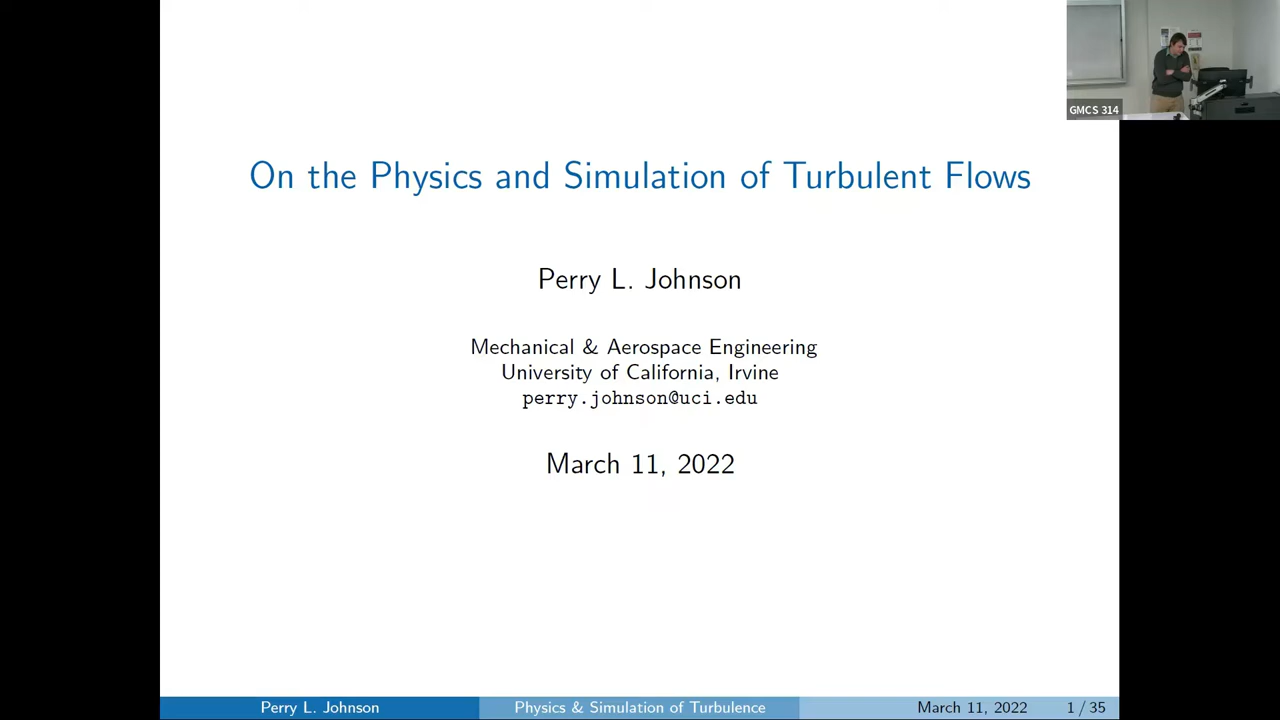 GMCS 314
On the Physics and Simulation of Turbulent Flows
Perry L. Johnson
Mechanical & Aerospace Engineering
University of California, Irvine
perry.johnson@uci.edu
March 11, 2022
Perry L. Johnson
Physics & Simulation of Turbulence
March 11, 2022
1 / 35